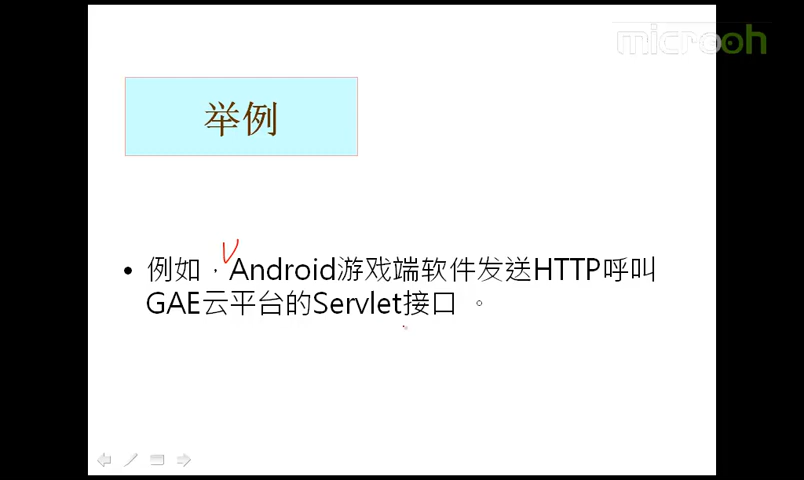 microoh
举例
• 例如，Android游戏端软件发送HTTP呼叫
GAE云平台的Servlet接口 。